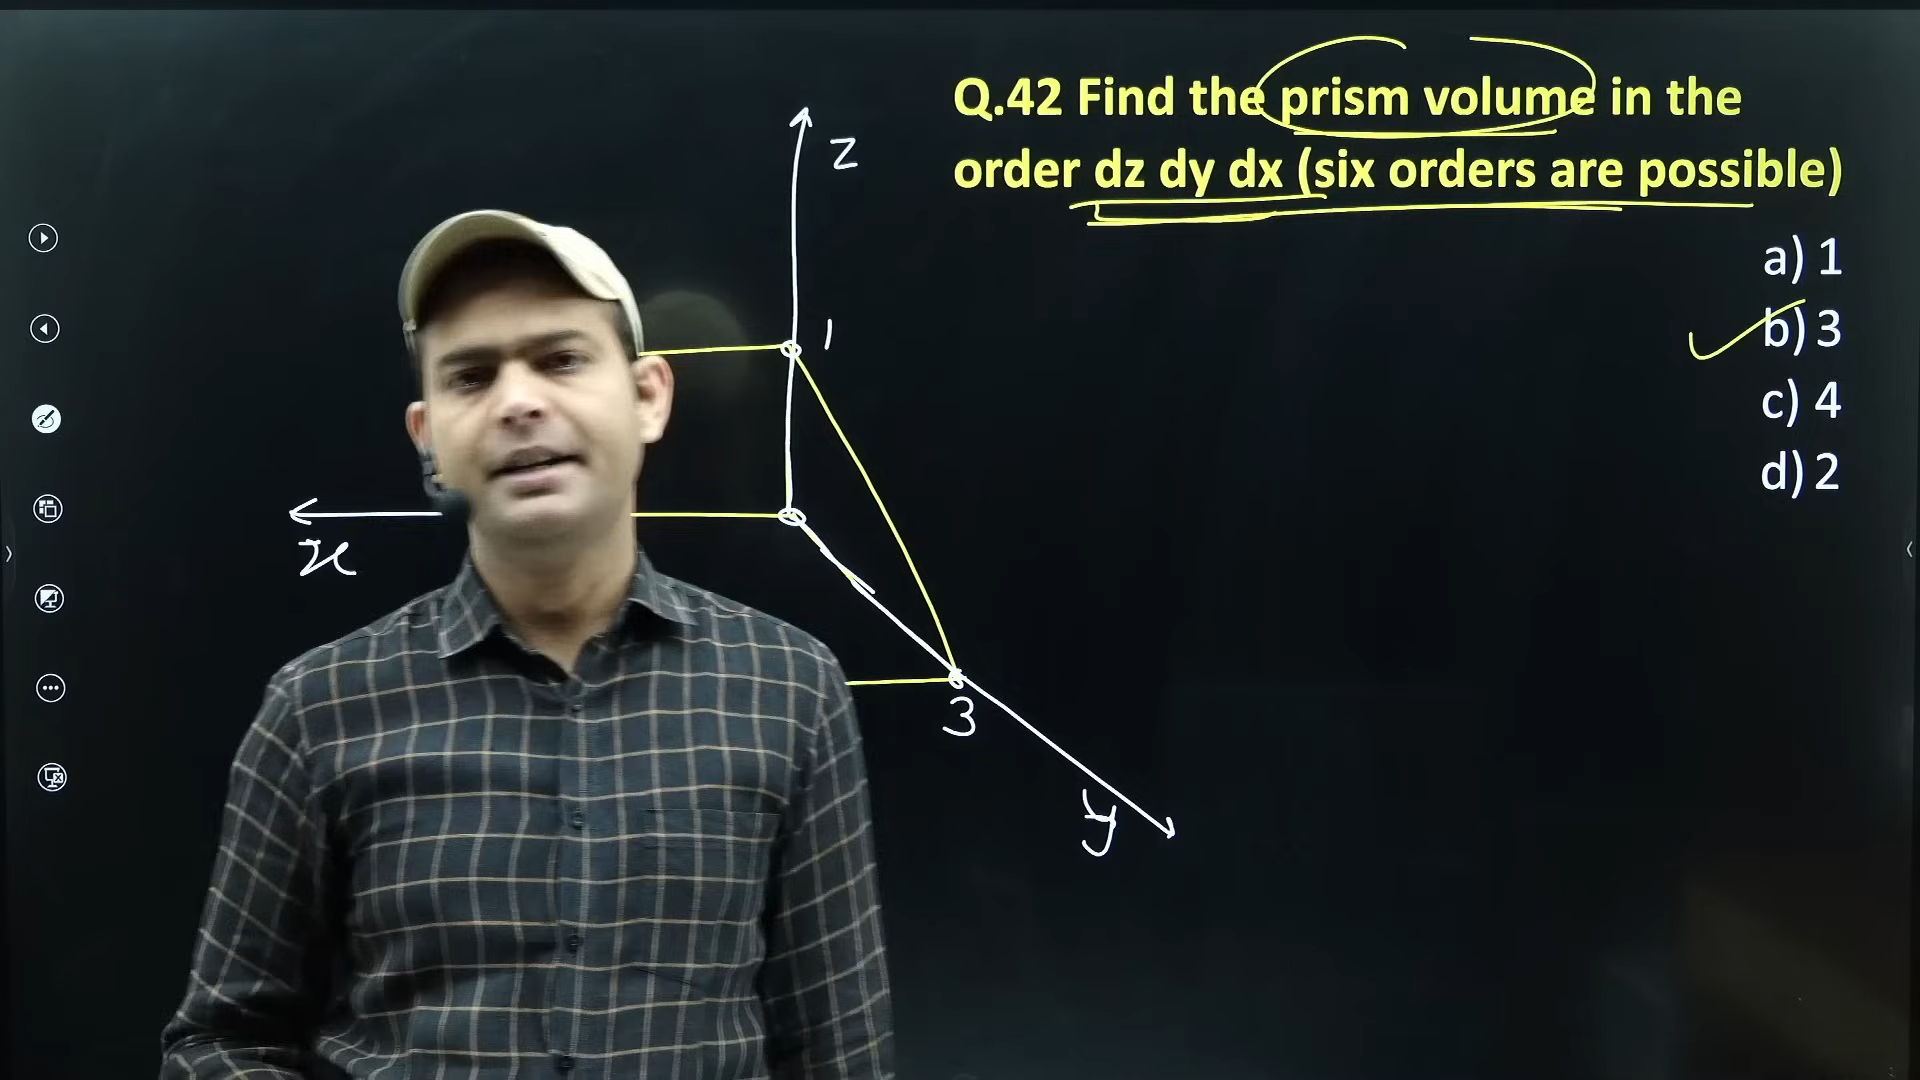 Q.42 Find the prism volume in the
order dz dy dx (six orders are possible)
a) 1
b) 3
c) 4
d) 2
z
1
x
3
y